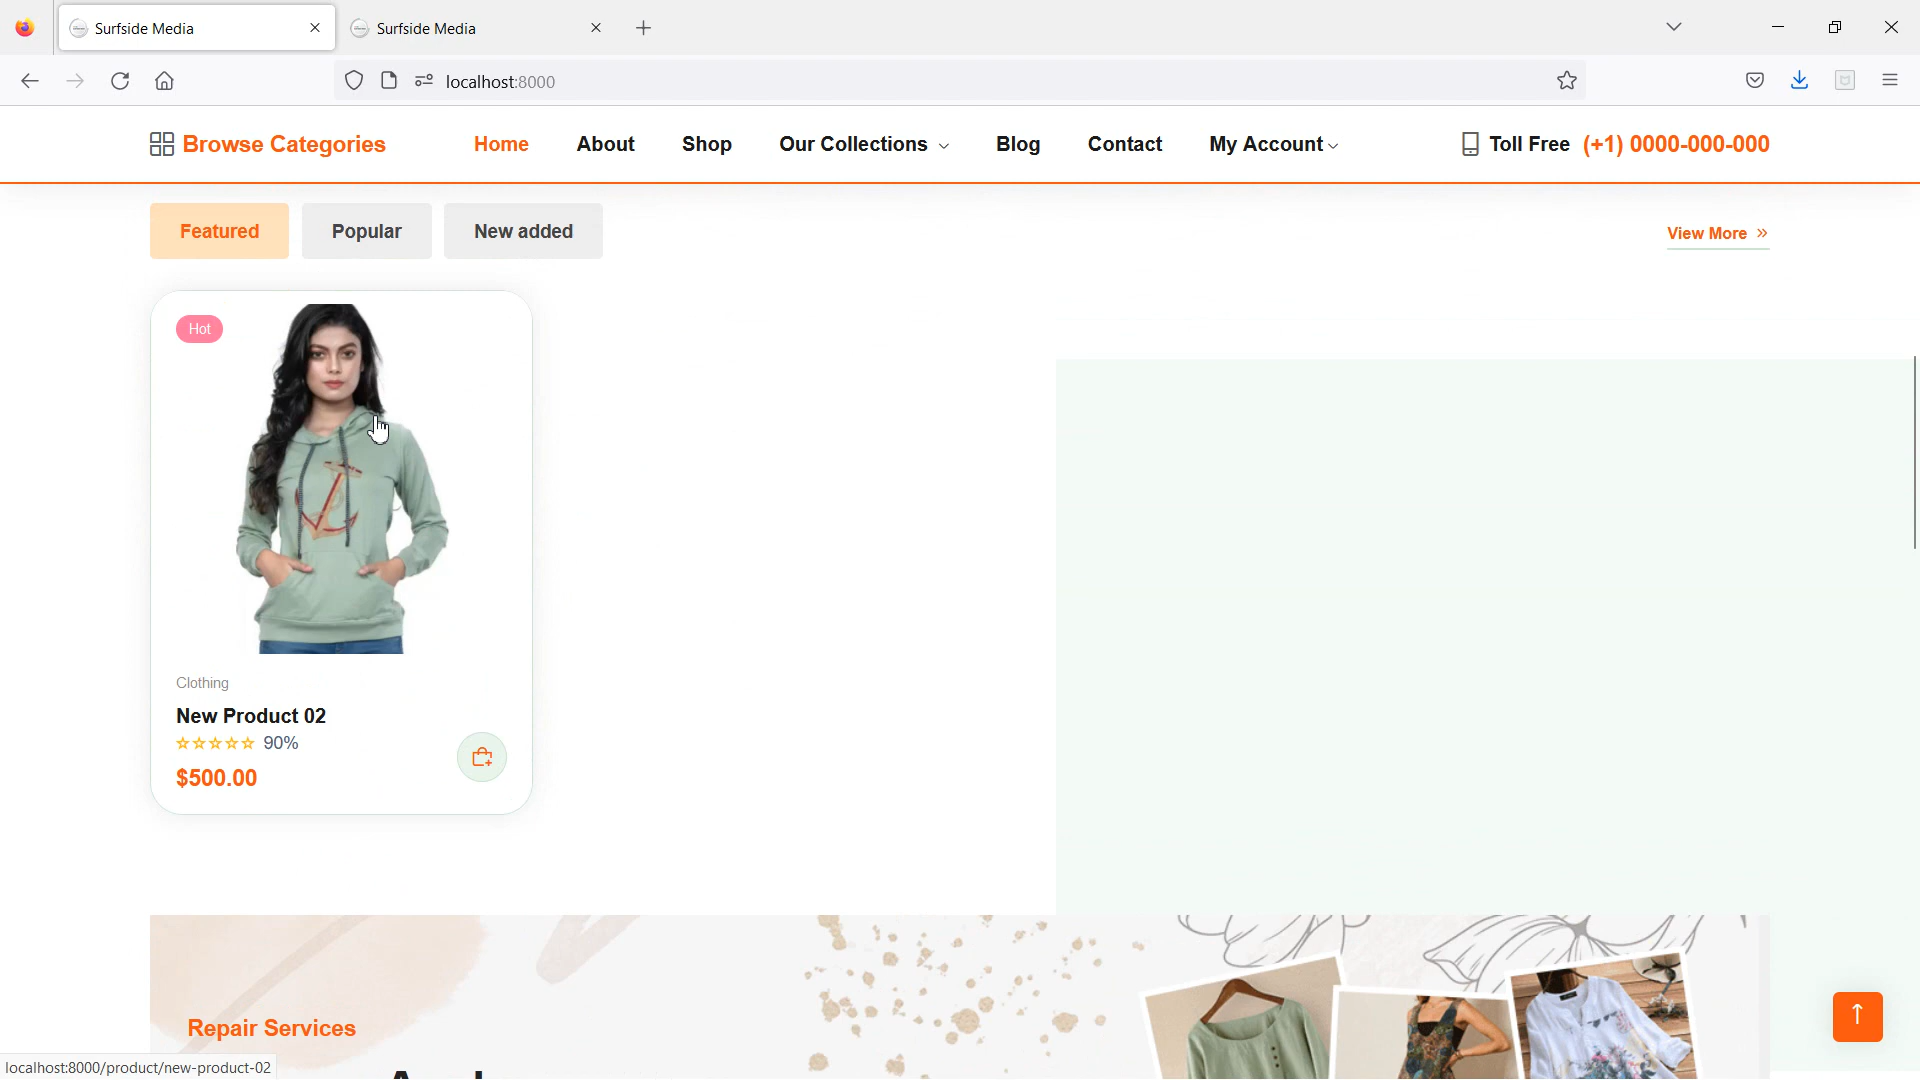 Surfside Media
Surfside Media
localhost:8000
Browse Categories Home About Shop Our Collections Blog Contact My Account Toll Free (+1) 0000-000-000
Featured Popular New added View More »
Hot
Clothing
New Product 02
90%
$500.00
Repair Services
localhost:8000/product/new-product-02